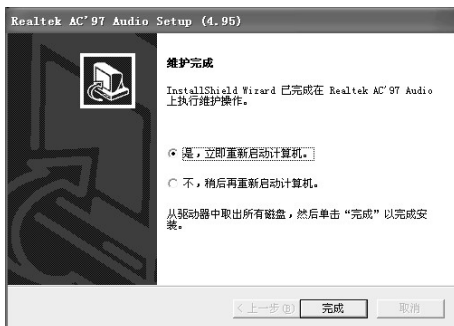 Realtek AC'97 Audio Setup (4.95)
维护完成
InstallShield Wizard 已完成在 Realtek AC'97 Audio
上执行维护操作。
是，立即重新启动计算机。
不，稍后再重新启动计算机。
从驱动器中取出所有磁盘，然后单击“完成”以完成安
装。
< 上一步(B) 完成 取消